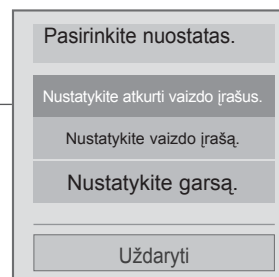 Pasirinkite nuostatas.
Nustatykite atkurti vaizdo įrašus.
Nustatykite vaizdo įrašą.
Nustatykite garsą.
Uždaryti